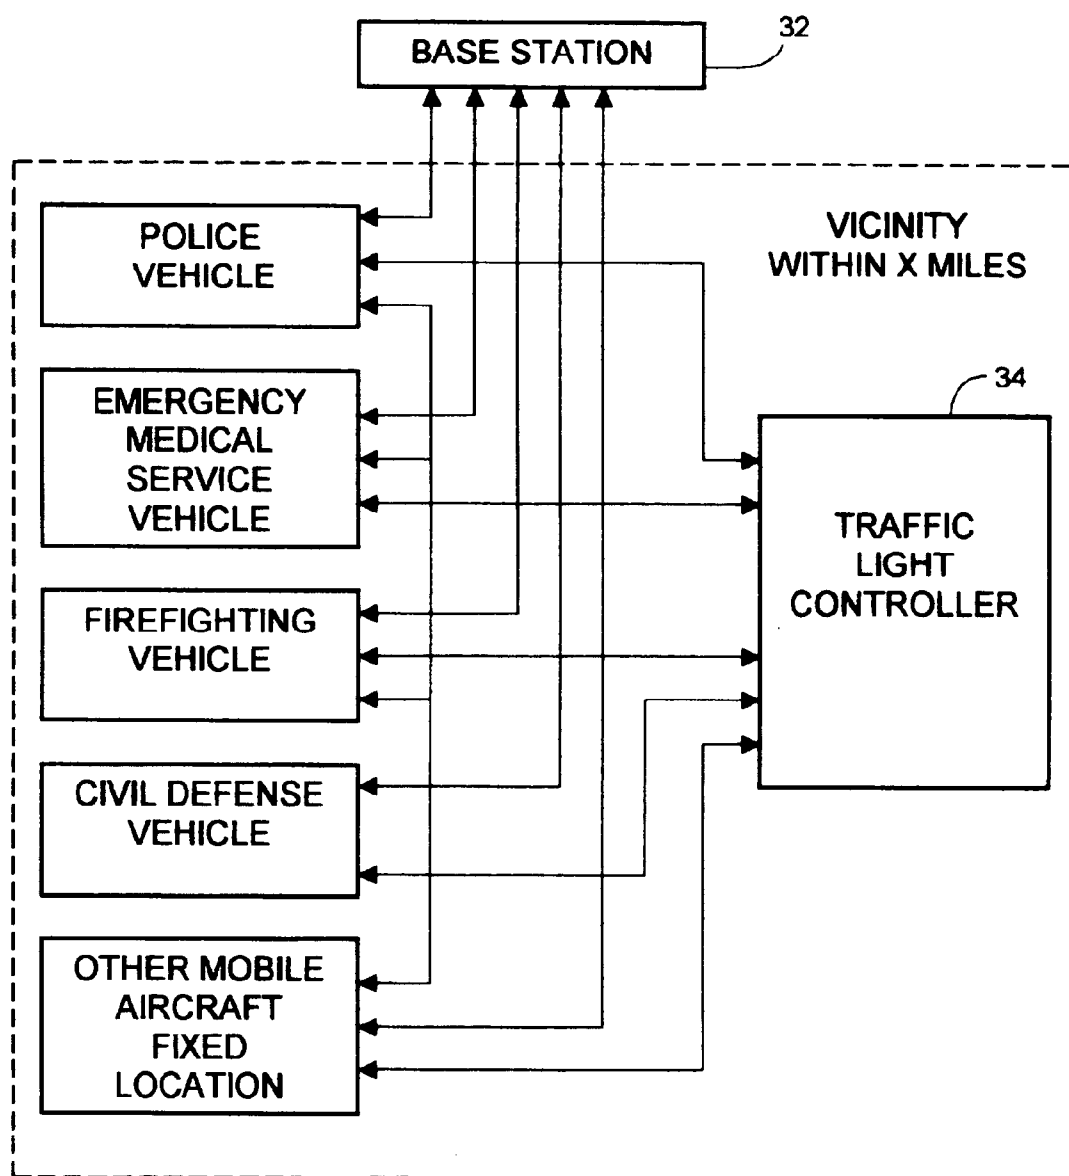 BASE STATION
32
POLICE
VEHICLE
VICINITY
WITHIN X MILES
EMERGENCY
MEDICAL
SERVICE
VEHICLE
34
TRAFFIC
LIGHT
CONTROLLER
FIREFIGHTING
VEHICLE
CIVIL DEFENSE
VEHICLE
OTHER MOBILE
AIRCRAFT
FIXED
LOCATION